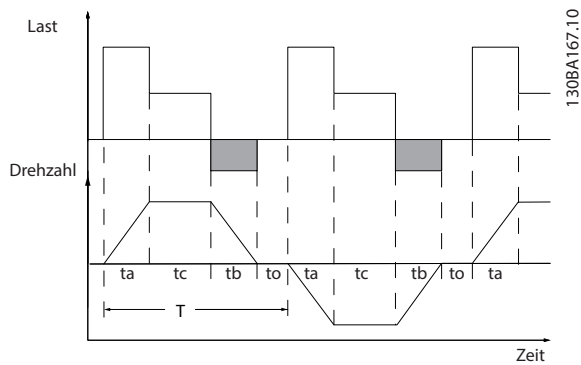 Last
130BA167.10
Drehzahl
ta tc tb to ta tc tb to ta
T
Zeit